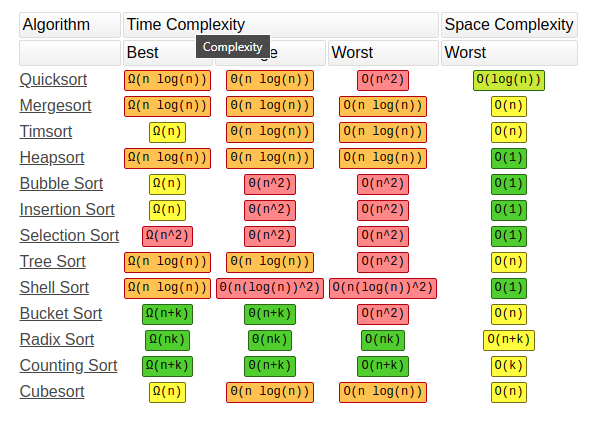 Algorithm Time Complexity Space Complexity
Complexity
Best Worst Worst
Quicksort Ω(n log(n)) Θ(n log(n)) O(n^2) O(log(n))
Mergesort Ω(n log(n)) Θ(n log(n)) O(n log(n)) O(n)
Timsort Ω(n) Θ(n log(n)) O(n log(n)) O(n)
Heapsort Ω(n log(n)) Θ(n log(n)) O(n log(n)) O(1)
Bubble Sort Ω(n) Θ(n^2) O(n^2) O(1)
Insertion Sort Ω(n) Θ(n^2) O(n^2) O(1)
Selection Sort Ω(n^2) Θ(n^2) O(n^2) O(1)
Tree Sort Ω(n log(n)) Θ(n log(n)) O(n^2) O(n)
Shell Sort Ω(n log(n)) Θ(n(log(n))^2) O(n(log(n))^2) O(1)
Bucket Sort Ω(n+k) Θ(n+k) O(n^2) O(n)
Radix Sort Ω(nk) Θ(nk) O(nk) O(n+k)
Counting Sort Ω(n+k) Θ(n+k) O(n+k) O(k)
Cubesort Ω(n) Θ(n log(n)) O(n log(n)) O(n)